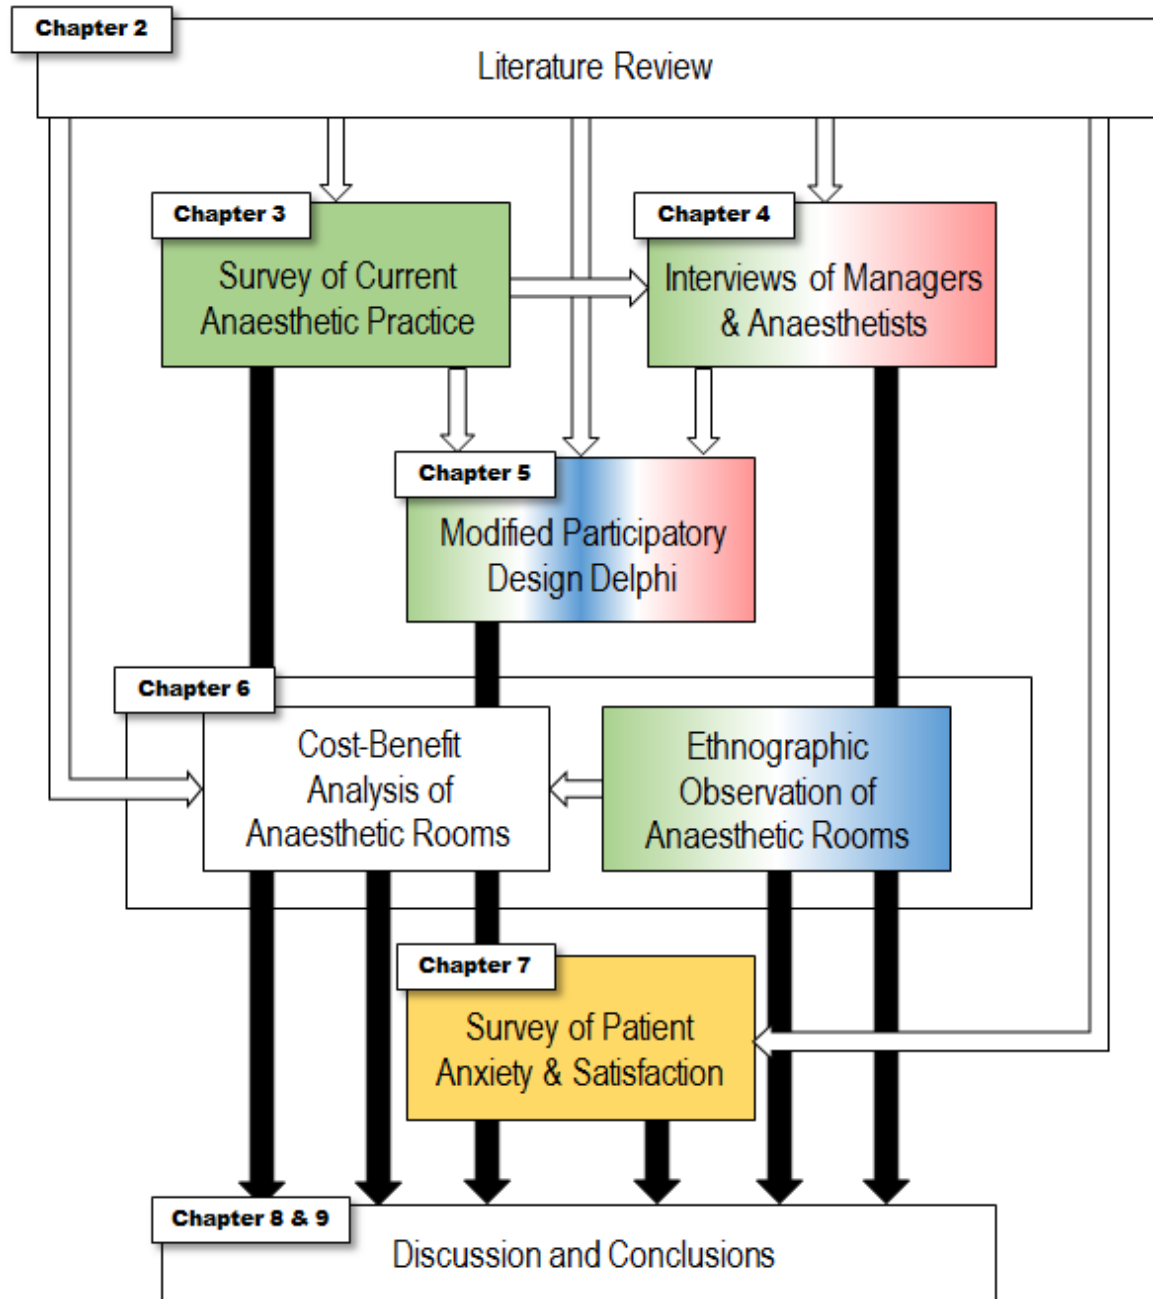 Chapter 2
Literature Review
Chapter 3
Survey of Current
Anaesthetic Practice
Chapter 4
Interviews of Managers
& Anaesthetists
Chapter 5
Modified Participatory
Design Delphi
Chapter 6
Cost-Benefit
Analysis of
Anaesthetic Rooms
Ethnographic
Observation of
Anaesthetic Rooms
Chapter 7
Survey of Patient
Anxiety & Satisfaction
Chapter 8 & 9
Discussion and Conclusions